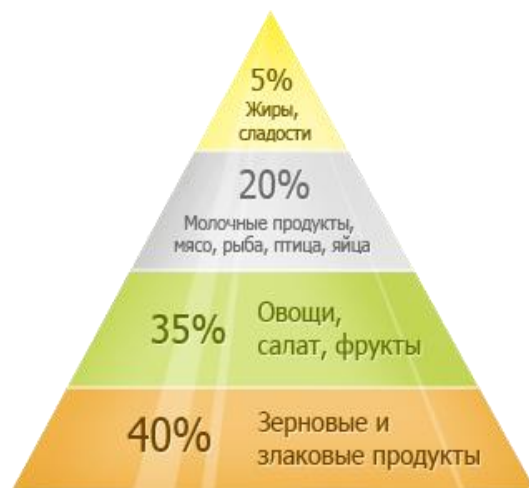 5%
Жиры,
сладости
20%
Молочные продукты,
мясо, рыба, птица, яйца
35%
Овощи,
салат, фрукты
40%
Зерновые и
злаковые продукты